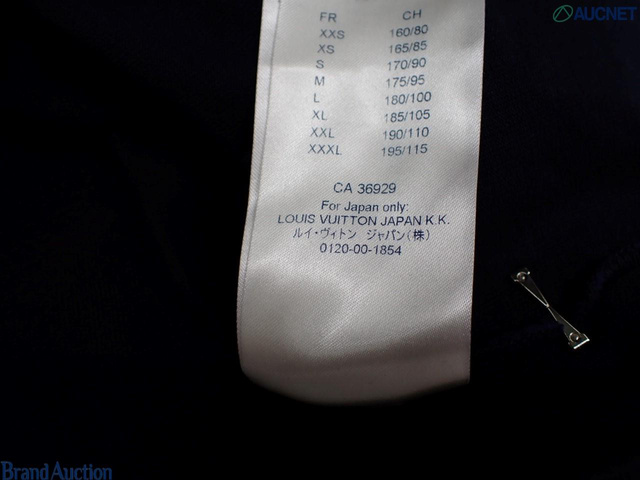 AUCNET
FR CH
XXS 160/80
XS 165/85
S 170/90
M 175/95
L 180/100
XL 185/105
XXL 190/110
XXXL 195/115
CA 36929
For Japan only:
LOUIS VUITTON JAPAN K.K.
ルイ・ヴィトン ジャパン(株)
0120-00-1854
Brand Auction